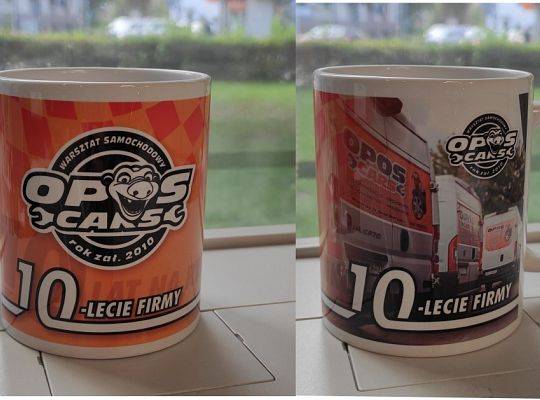 WARSZTAT SAMOCHODOWY
OPOS
CARS
rok zał. 2010
10-LECIE FIRMY
WARSZTAT SAMOCHODOWY
OPOS
CARS
rok zał. 2010
OPOS
10-LECIE FIRMY